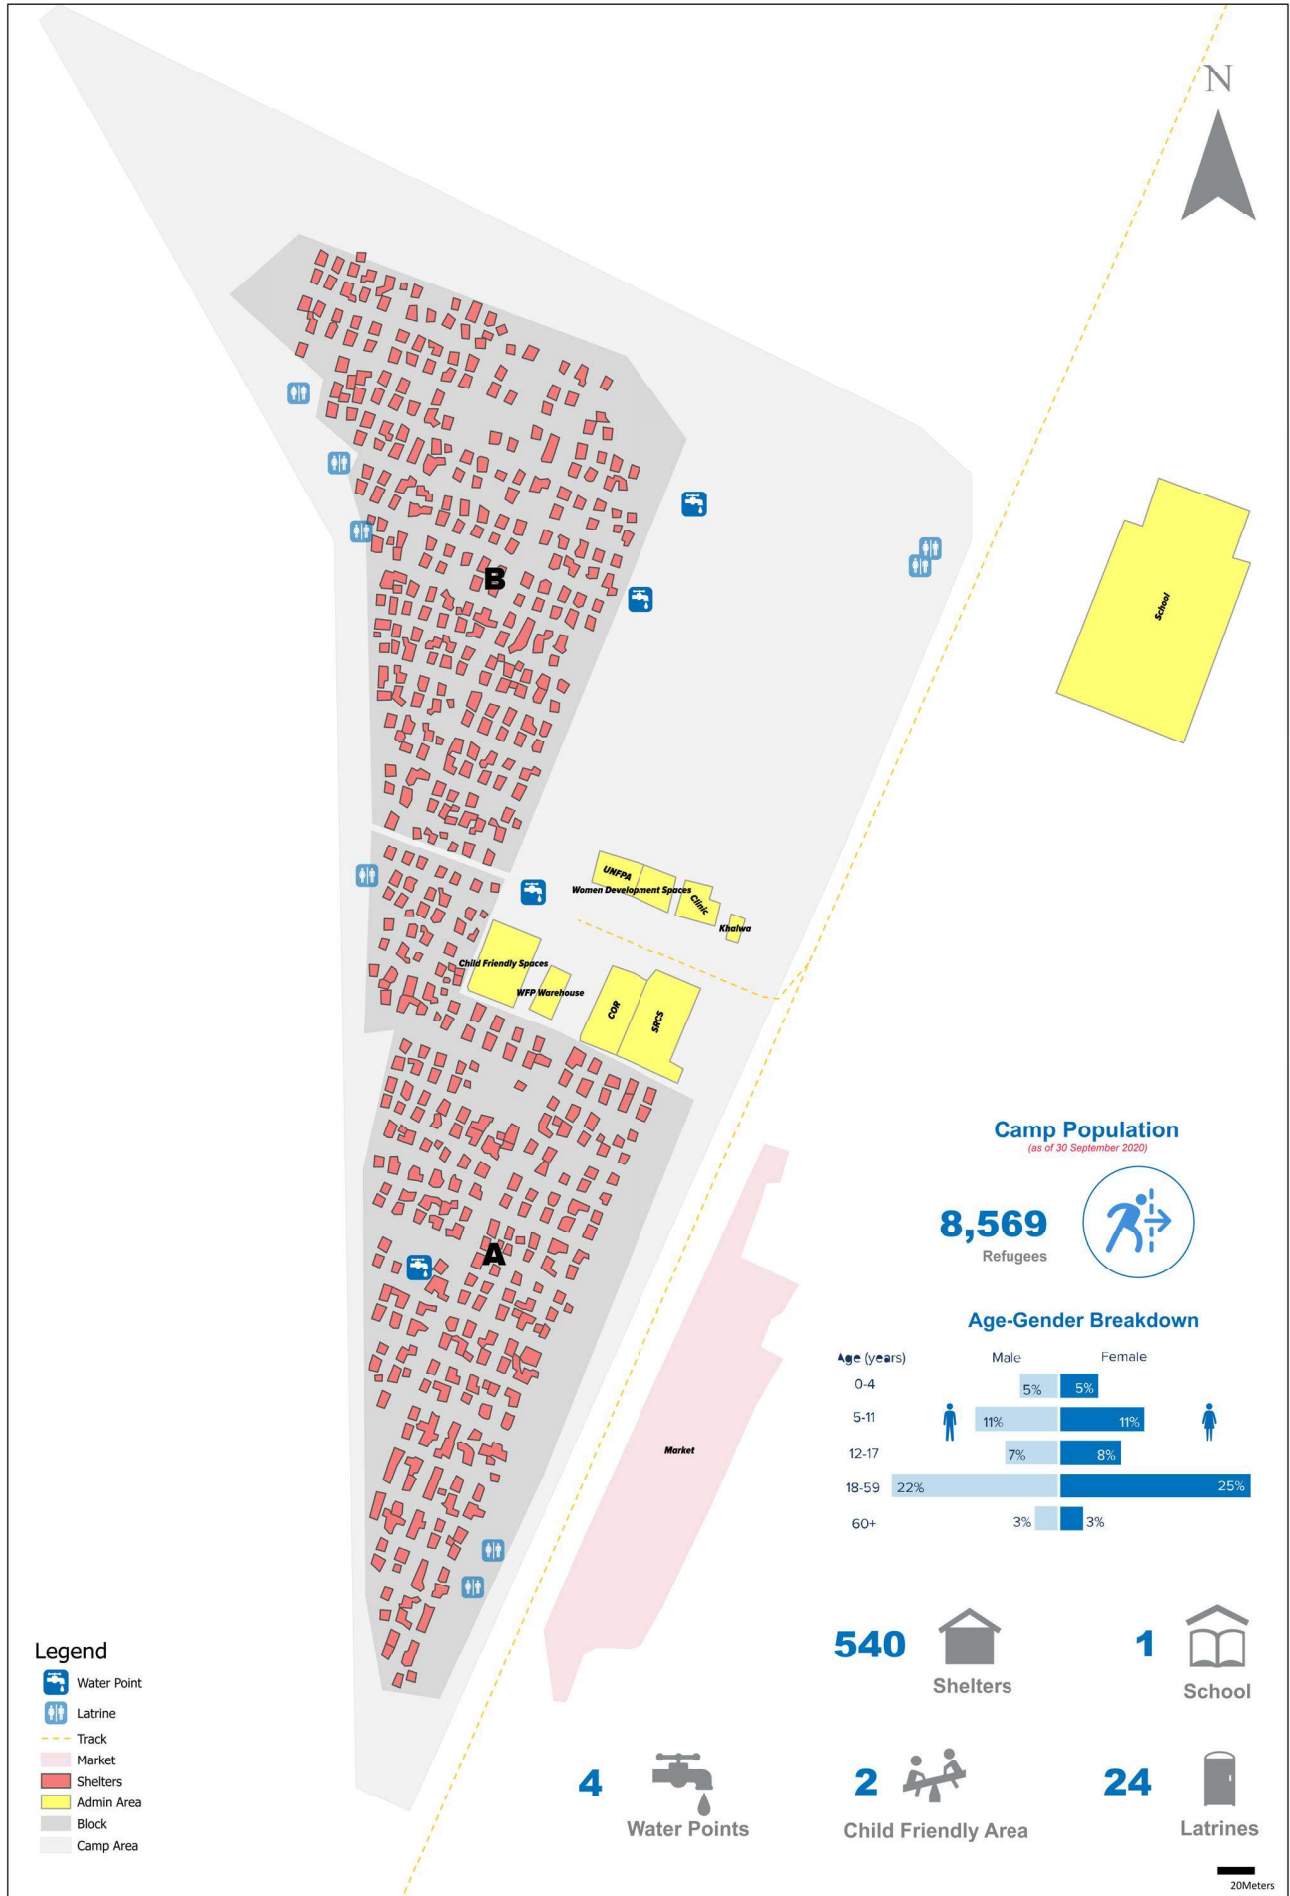 N
B
School
UNFPA
Women Development Spaces
Clinic
Khalwa
Child Friendly Spaces
WFP Warehouse
COR
SRCS
A
Market
Camp Population
(as of 30 September 2020)
8,569
Refugees
Age-Gender Breakdown
Age (years) Male Female
0-4 5% 5%
5-11 11% 11%
12-17 7% 8%
18-59 22% 25%
60+ 3% 3%
540
Shelters
1
School
4
Water Points
2
Child Friendly Area
24
Latrines
Legend
Water Point
Latrine
Track
Market
Shelters
Admin Area
Block
Camp Area
20Meters